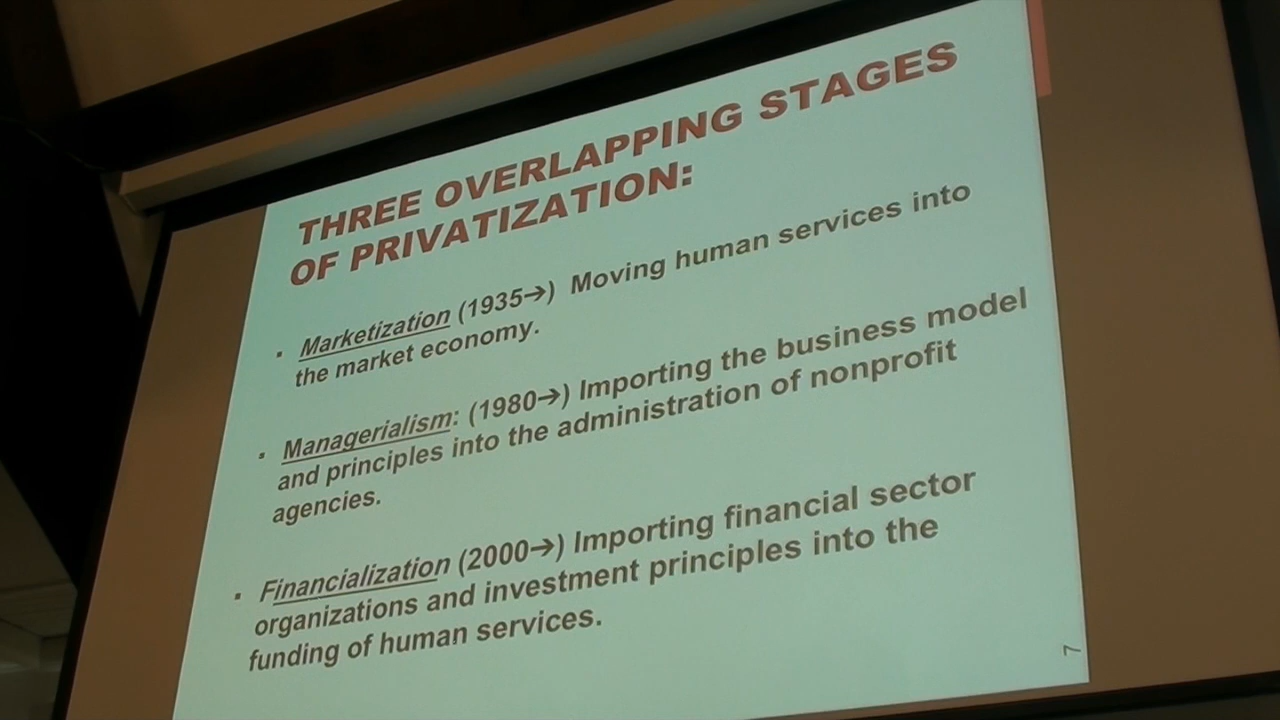 THREE OVERLAPPING STAGES
OF PRIVATIZATION:
▪ Marketization (1935➔) Moving human services into
the market economy.
▪ Managerialism: (1980➔) Importing the business model
and principles into the administration of nonprofit
agencies.
▪ Financialization (2000➔) Importing financial sector
organizations and investment principles into the
funding of human services.
7